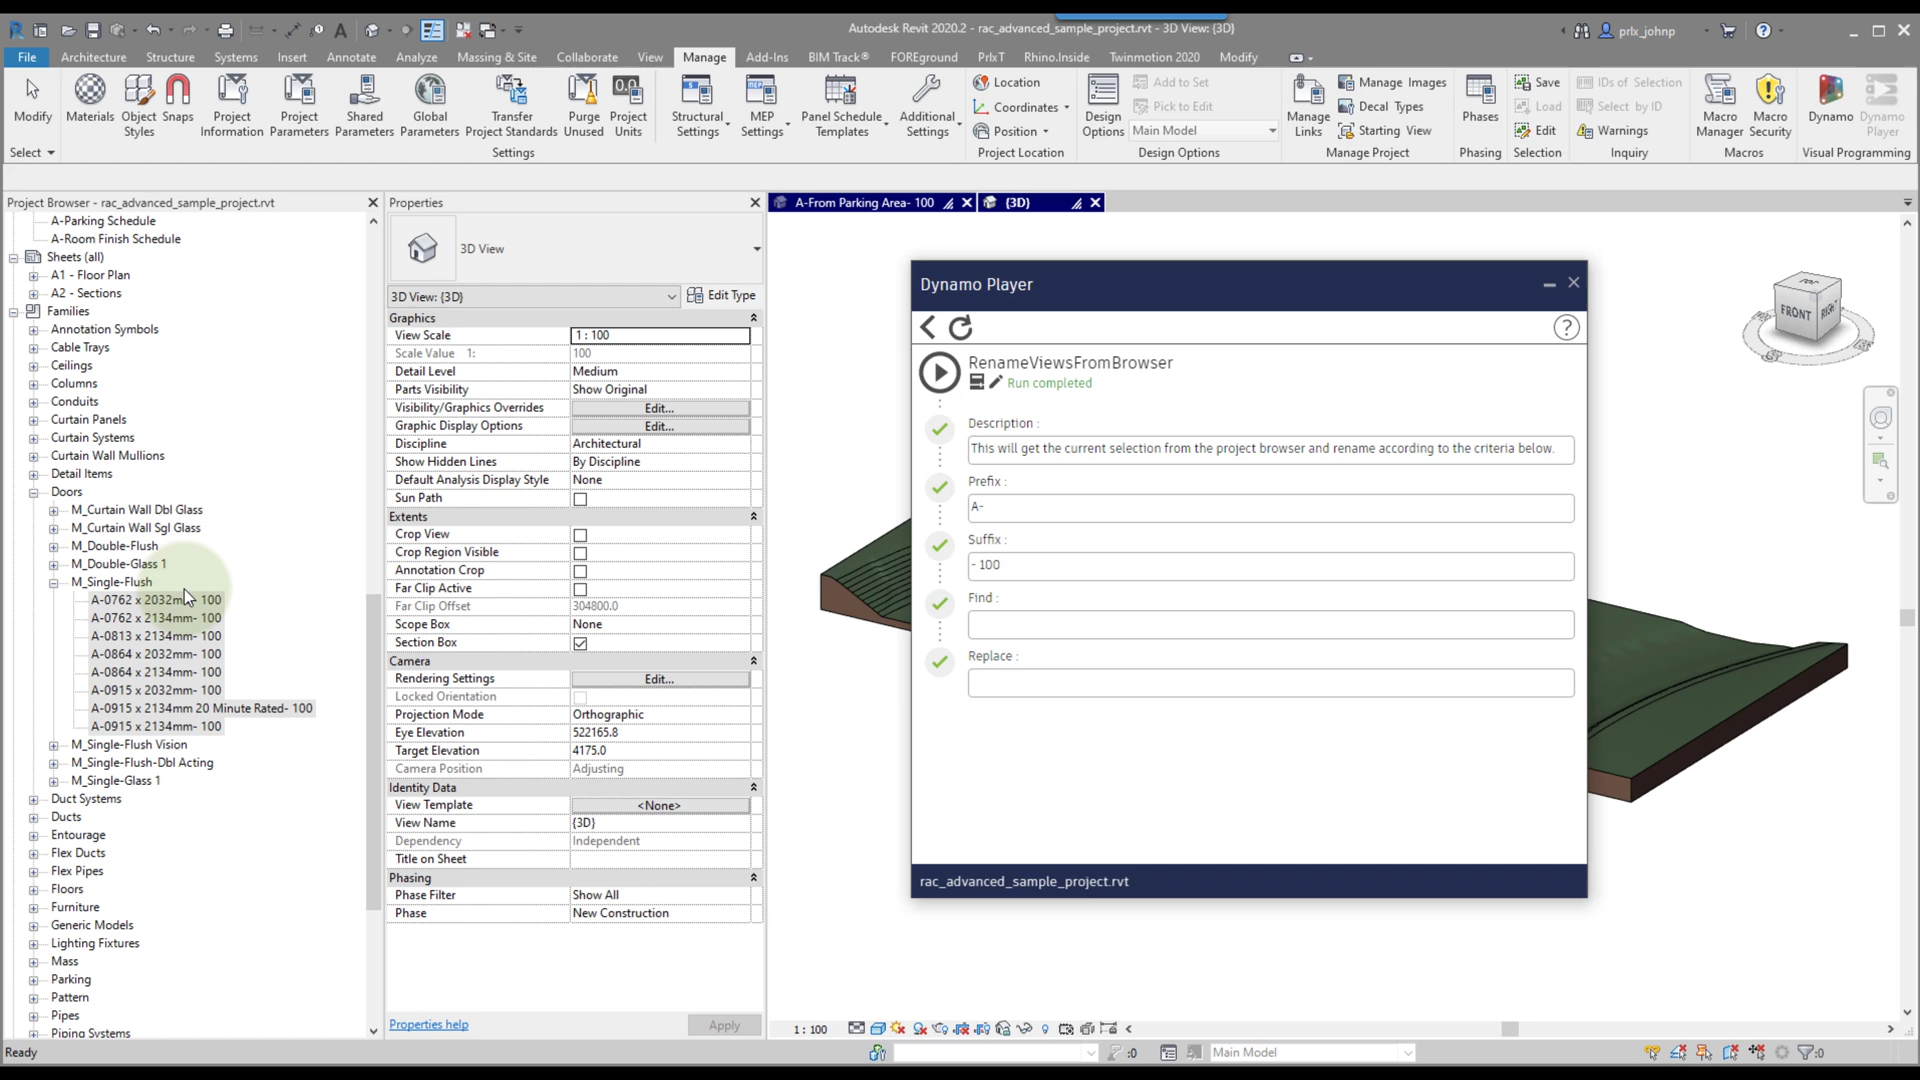 Autodesk Revit 2020.2 - rac_advanced_sample_project.rvt - 3D View: {3D}
prlx_johnp
File Architecture Structure Systems Insert Annotate Analyze Massing & Site Collaborate View Manage Add-Ins BIM Track® FOREground PrlxT Rhino.Inside Twinmotion 2020 Modify
Modify
Materials
Object Styles
Snaps
Project Information
Project Parameters
Shared Parameters
Global Parameters
Transfer Project Standards
Purge Unused
Project Units
Structural Settings
MEP Settings
Panel Schedule Templates
Additional Settings
Location
Coordinates
Position
Design Options
Add to Set
Pick to Edit
Main Model
Manage Links
Manage Images
Decal Types
Starting View
Phases
Save
Load
Edit
IDs of Selection
Select by ID
Warnings
Macro Manager
Macro Security
Dynamo
Dynamo Player
Select
Settings
Project Location
Design Options
Manage Project
Phasing
Selection
Inquiry
Macros
Visual Programming
Project Browser - rac_advanced_sample_project.rvt
A-Parking Schedule
A-Room Finish Schedule
Sheets (all)
A1 - Floor Plan
A2 - Sections
Families
Annotation Symbols
Cable Trays
Ceilings
Columns
Conduits
Curtain Panels
Curtain Systems
Curtain Wall Mullions
Detail Items
Doors
M_Curtain Wall Dbl Glass
M_Curtain Wall Sgl Glass
M_Double-Flush
M_Double-Glass 1
M_Single-Flush
A-0762 x 2032mm- 100
A-0762 x 2134mm- 100
A-0813 x 2134mm- 100
A-0864 x 2032mm- 100
A-0864 x 2134mm- 100
A-0915 x 2032mm- 100
A-0915 x 2134mm 20 Minute Rated- 100
A-0915 x 2134mm- 100
M_Single-Flush Vision
M_Single-Flush-Dbl Acting
M_Single-Glass 1
Duct Systems
Ducts
Entourage
Flex Ducts
Flex Pipes
Floors
Furniture
Generic Models
Lighting Fixtures
Mass
Parking
Pattern
Pipes
Piping Systems
Properties
3D View
3D View: {3D}
Edit Type
Graphics
View Scale 1 : 100
Scale Value 1: 100
Detail Level Medium
Parts Visibility Show Original
Visibility/Graphics Overrides Edit...
Graphic Display Options Edit...
Discipline Architectural
Show Hidden Lines By Discipline
Default Analysis Display Style None
Sun Path
Extents
Crop View
Crop Region Visible
Annotation Crop
Far Clip Active
Far Clip Offset 304800.0
Scope Box None
Section Box
Camera
Rendering Settings Edit...
Locked Orientation
Projection Mode Orthographic
Eye Elevation 522165.8
Target Elevation 4175.0
Camera Position Adjusting
Identity Data
View Template <None>
View Name {3D}
Dependency Independent
Title on Sheet
Phasing
Phase Filter Show All
Phase New Construction
Properties help
Apply
A-From Parking Area- 100
{3D}
FRONT
Dynamo Player
RenameViewsFromBrowser
Run completed
Description :
This will get the current selection from the project browser and rename according to the criteria below.
Prefix :
A-
Suffix :
- 100
Find :
Replace :
rac_advanced_sample_project.rvt
1 : 100
Ready
:0
Main Model
:0